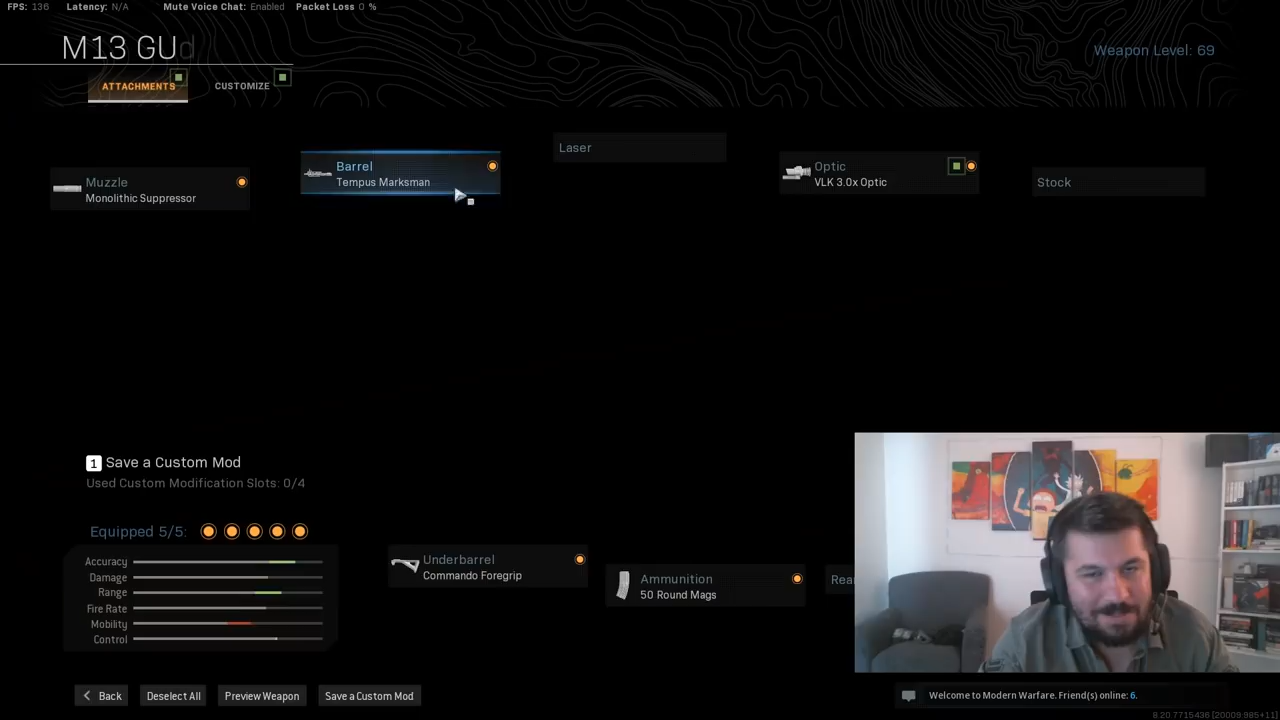 FPS: 136 Latency: N/A Mute Voice Chat: Enabled Packet Loss 0 %
M13 GUd
Weapon Level: 69
ATTACHMENTS CUSTOMIZE
Laser
Barrel
Tempus Marksman
Optic
VLK 3.0x Optic
Muzzle
Monolithic Suppressor
Stock
1 Save a Custom Mod
Used Custom Modification Slots: 0/4
Equipped 5/5:
Accuracy
Damage
Range
Fire Rate
Mobility
Control
Underbarrel
Commando Foregrip
Ammunition
50 Round Mags
Rea
Back Deselect All Preview Weapon Save a Custom Mod
Welcome to Modern Warfare. Friend(s) online: 6.